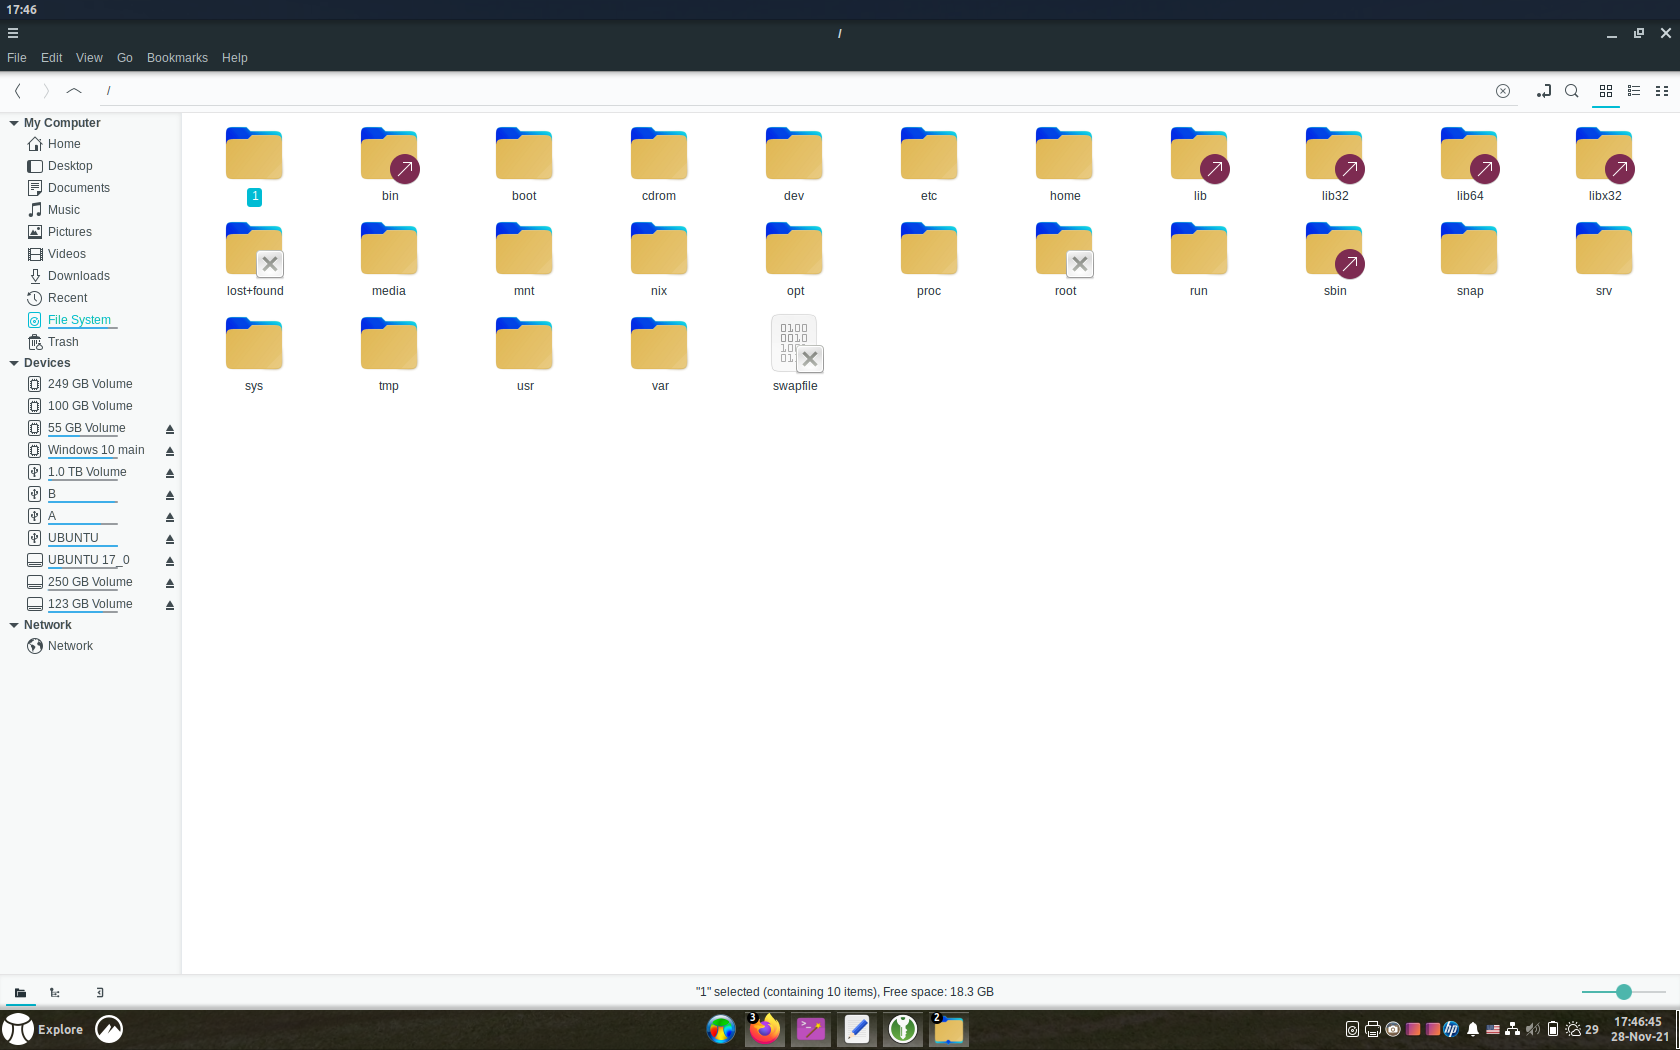 17:46
/
File Edit View Go Bookmarks Help
/
My Computer
Home
Desktop
Documents
Music
Pictures
Videos
Downloads
Recent
File System
Trash
Devices
249 GB Volume
100 GB Volume
55 GB Volume
Windows 10 main
1.0 TB Volume
B
A
UBUNTU
UBUNTU 17_0
250 GB Volume
123 GB Volume
Network
Network
1 bin boot cdrom dev etc home lib lib32 lib64 libx32
lost+found media mnt nix opt proc root run sbin snap srv
sys tmp usr var swapfile
0100
0010
"1" selected (containing 10 items), Free space: 18.3 GB
Explore
3
2
hp
29
17:46:45
28-Nov-21